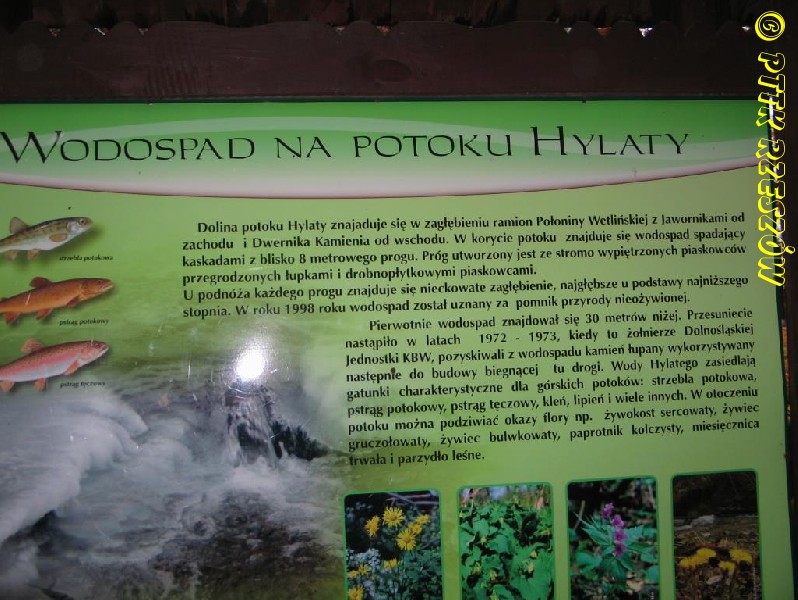 WODOSPAD NA POTOKU HYLATY
Dolina potoku Hylaty znajaduje się w zagłębieniu ramion Połoniny Wetlińskiej z Jawornikami od
zachodu i Dwernika Kamienia od wschodu. W korycie potoku znajduje się wodospad spadający
kaskadami z blisko 8 metrowego progu. Próg utworzony jest ze stromo wypiętrzonych piaskowców
przegrodzonych łupkami i drobnopłytkowymi piaskowcami.
U podnóża każdego progu znajduje się nieckowate zagłębienie, najgłębsze u podstawy najniższego
stopnia. W roku 1998 roku wodospad został uznany za pomnik przyrody nieożywionej.
Pierwotnie wodospad znajdował się 30 metrów niżej. Przesuniecie
nastąpiło w latach 1972 - 1973, kiedy to żołnierze Dolnośląskiej
Jednostki KBW, pozyskiwali z wodospadu kamień łupany wykorzystywany
następnie do budowy biegnącej tu drogi. Wody Hylatego zasiedlają
gatunki charakterystyczne dla górskich potoków: strzebla potokowa,
pstrąg potokowy, pstrąg tęczowy, kleń, lipień i wiele innych. W otoczeniu
potoku można podziwiać okazy flory np. żywokost sercowaty, żywiec
gruczołowaty, żywiec bulwkowaty, paprotnik kolczysty, miesięcznica
trwała i parzydło leśne.
strzebla potokowa
pstrąg potokowy
pstrąg tęczowy
© PTTK RZESZÓW